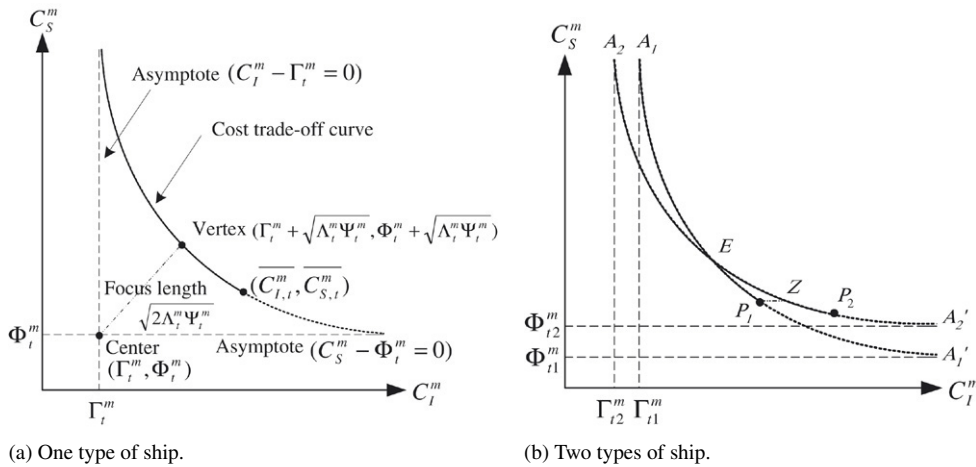 C_S^m
Asymptote (C_I^m − Γ_t^m = 0)
Cost trade-off curve
Vertex (Γ_t^m + √(Λ_t^m Ψ_t^m), Φ_t^m + √(Λ_t^m Ψ_t^m))
(C̅_{I,t}^m, C̅_{S,t}^m)
Focus length
√(2Λ_t^m Ψ_t^m)
Φ_t^m
Center
(Γ_t^m, Φ_t^m)
Asymptote (C_S^m − Φ_t^m = 0)
Γ_t^m
C_I^m
(a) One type of ship.
C_S^m
A_2 A_1
E
Z
P_1
P_2
Φ_{t2}^m
A_2'
Φ_{t1}^m
A_1'
Γ_{t2}^m Γ_{t1}^m
C_I^m
(b) Two types of ship.